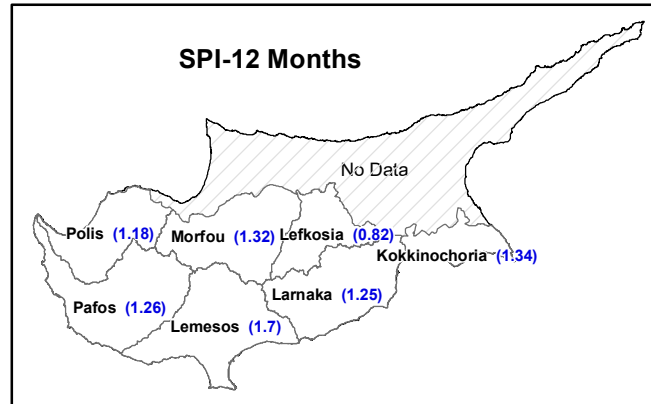 SPI-12 Months
No Data
Polis (1.18)
Morfou (1.32)
Lefkosia (0.82)
Kokkinochoria (1.34)
Pafos (1.26)
Larnaka (1.25)
Lemesos (1.7)